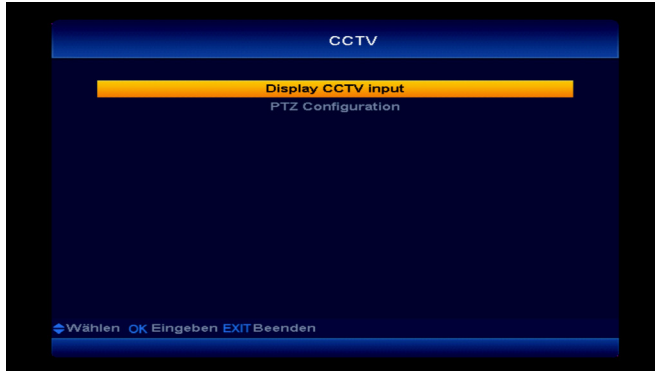 CCTV
Display CCTV input
PTZ Configuration
Wählen OK Eingeben EXIT Beenden